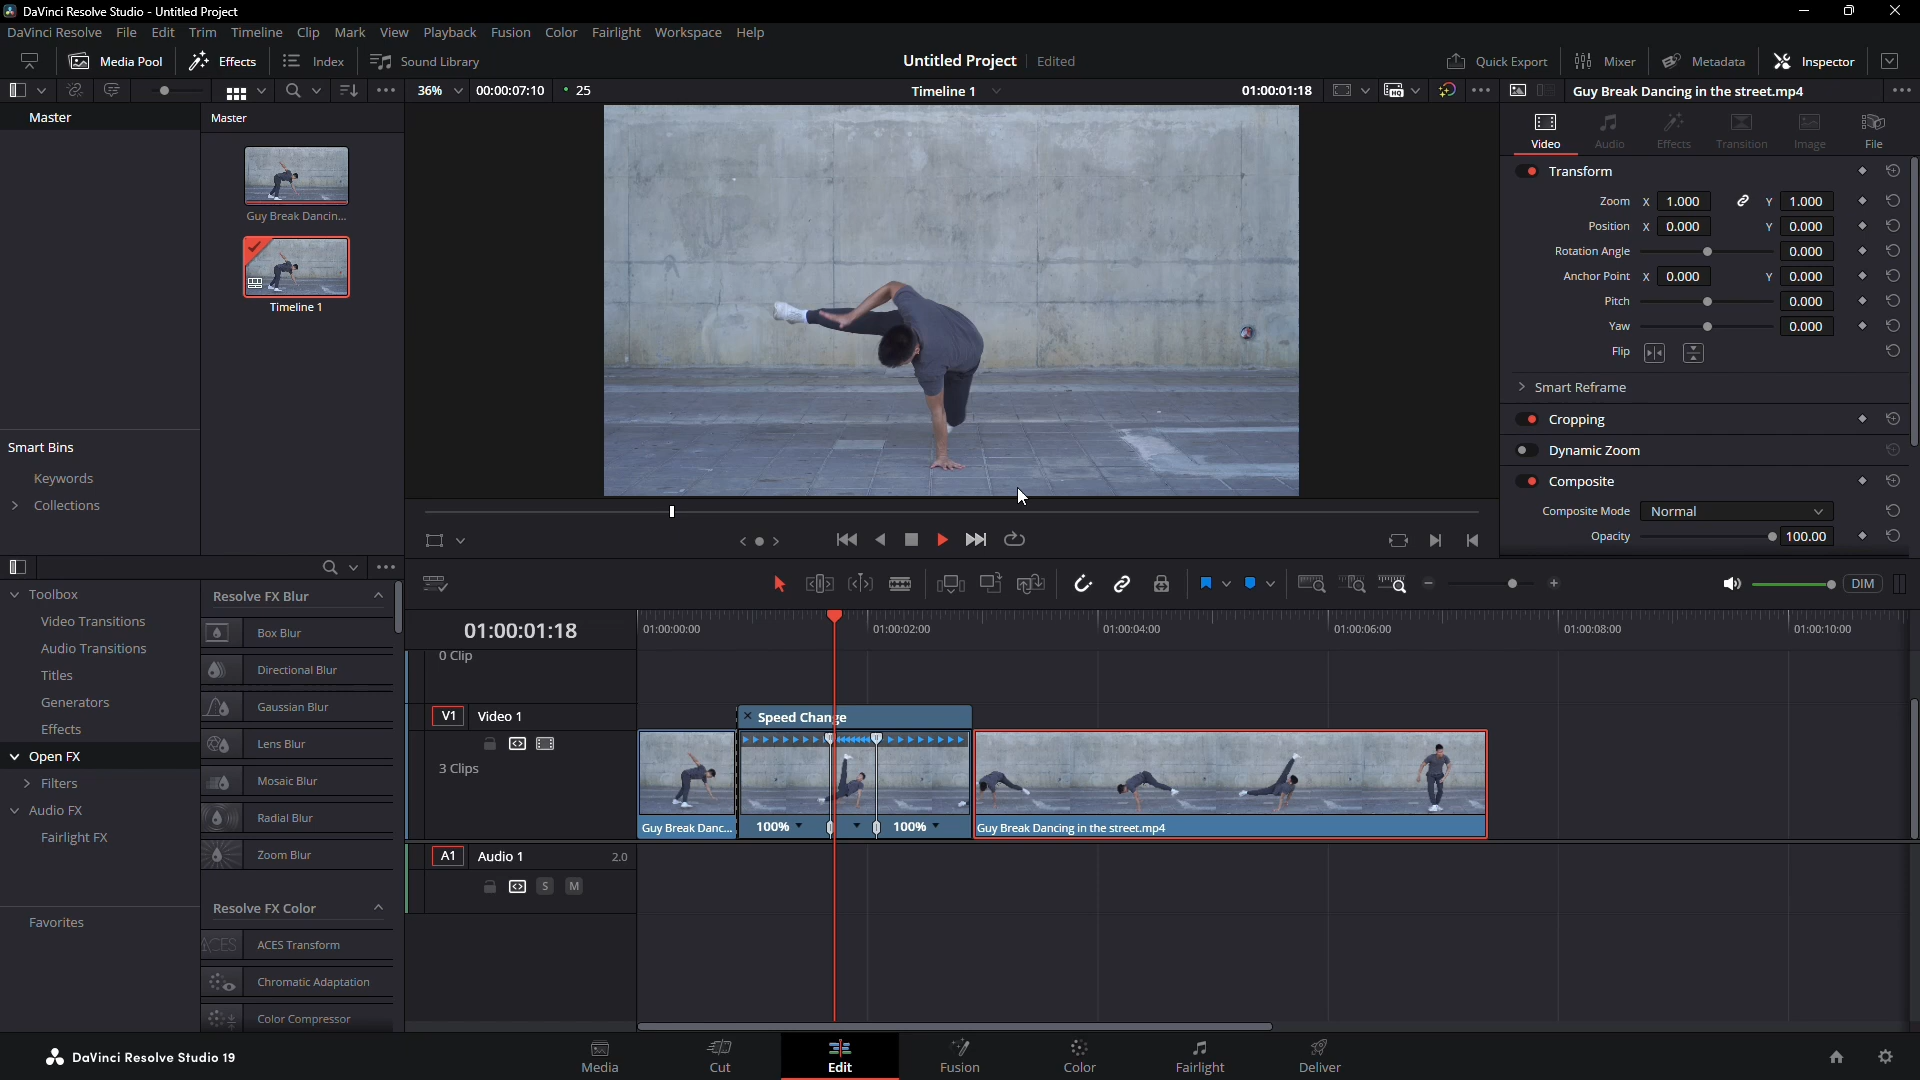 DaVinci Resolve Studio - Untitled Project
DaVinci Resolve File Edit Trim Timeline Clip Mark View Playback Fusion Color Fairlight Workspace Help
Media Pool Effects Index Sound Library Untitled Project Edited Quick Export Mixer Metadata Inspector
36% 00:00:07:10 25 Timeline 1 01:00:01:18 HQ Guy Break Dancing in the street.mp4
Master
Master
Guy Break Dancin...
Timeline 1
Smart Bins
Keywords
Collections
Video Audio Effects Transition Image File
Transform
Zoom X 1.000 Y 1.000
Position X 0.000 Y 0.000
Rotation Angle 0.000
Anchor Point X 0.000 Y 0.000
Pitch 0.000
Yaw 0.000
Flip
Smart Reframe
Cropping
Dynamic Zoom
Composite
Composite Mode Normal
Opacity 100.00
Toolbox
Video Transitions
Audio Transitions
Titles
Generators
Effects
Open FX
Filters
Audio FX
Fairlight FX
Favorites
Resolve FX Blur
Box Blur
Directional Blur
Gaussian Blur
Lens Blur
Mosaic Blur
Radial Blur
Zoom Blur
Resolve FX Color
ACES ACES Transform
Chromatic Adaptation
Color Compressor
DIM
01:00:01:18
01:00:00:00 01:00:02:00 01:00:04:00 01:00:06:00 01:00:08:00 01:00:10:00
0 Clip
V1 Video 1
3 Clips
Speed Change
100% 100%
Guy Break Danc... Guy Break Dancing in the street.mp4
A1 Audio 1 2.0
S M
DaVinci Resolve Studio 19
Media Cut Edit Fusion Color Fairlight Deliver